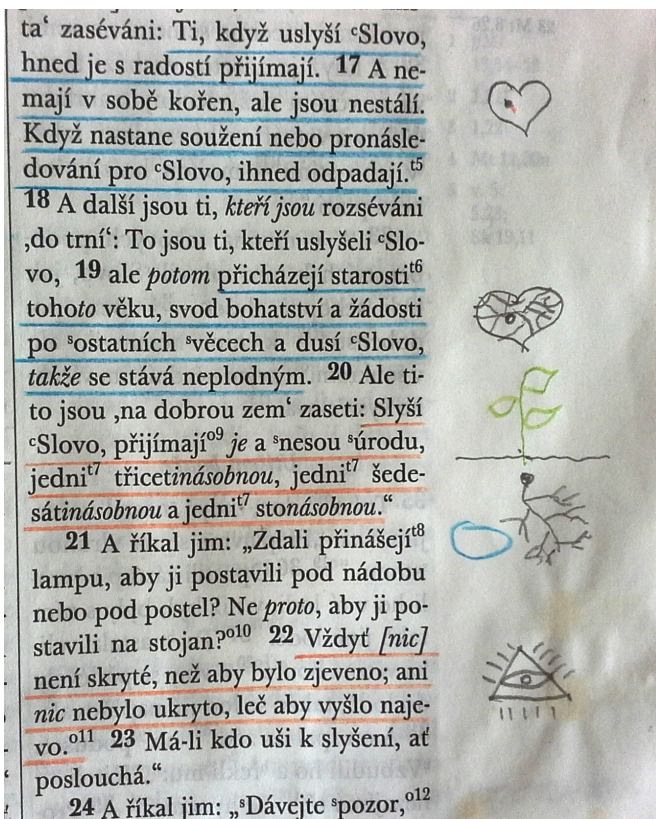 ta‘ zaséváni: Ti, když uslyší ᶜSlovo,
hned je s radostí přijímají. 17 A ne-
mají v sobě kořen, ale jsou nestálí.
Když nastane soužení nebo pronásle-
dování pro ᶜSlovo, ihned odpadají.ᵗ⁵
18 A další jsou ti, kteří jsou rozséváni
‚do trní‘: To jsou ti, kteří uslyšeli ᶜSlo-
vo, 19 ale potom přicházejí starostiᵗ⁶
tohoto věku, svod bohatství a žádosti
po ˢostatních ˢvěcech a dusí ᶜSlovo,
takže se stává neplodným. 20 Ale ti-
to jsou ‚na dobrou zem‘ zaseti: Slyší
ᶜSlovo, přijímajíᵒ⁹ je a ˢnesou ˢúrodu,
jedniᵗ⁷ třicetinásobnou, jedniᵗ⁷ šede-
sátinásobnou a jedniᵗ⁷ stonásobnou.“
21 A říkal jim: „Zdali přinášejíᵗ⁸
lampu, aby ji postavili pod nádobu
nebo pod postel? Ne proto, aby ji po-
stavili na stojan?ᵒ¹⁰ 22 Vždyť [nic]
není skryté, než aby bylo zjeveno; ani
nic nebylo ukryto, leč aby vyšlo naje-
vo.ᵒ¹¹ 23 Má-li kdo uši k slyšení, ať
poslouchá.“
24 A říkal jim: „ˢDávejte ˢpozor,ᵒ¹²